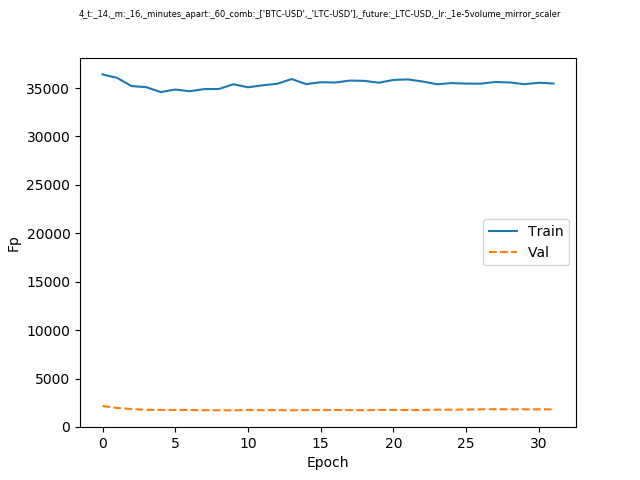 4_t:_14,_m:_16,_minutes_apart:_60_comb:_['BTC-USD',_'LTC-USD'],_future:_LTC-USD,_lr:_1e-5volume_mirror_scaler
35000
30000
25000
20000
15000
10000
5000
0
Fp
Train
Val
0 5 10 15 20 25 30
Epoch